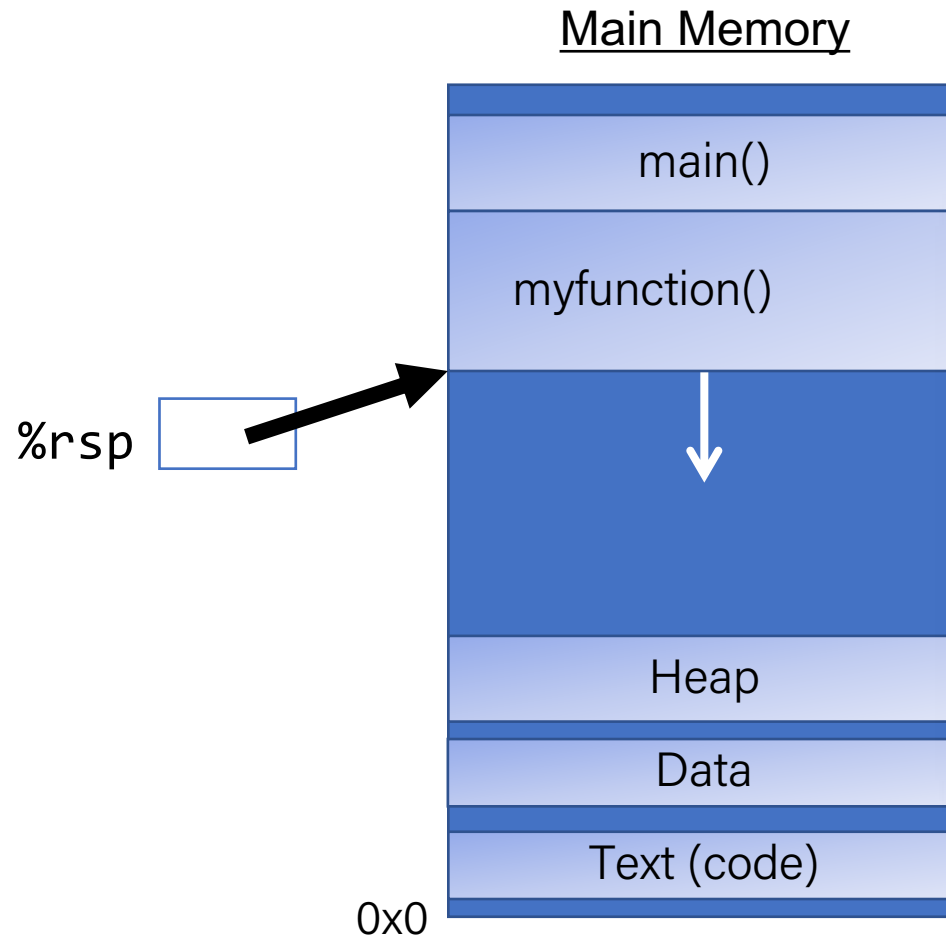 Main Memory
main()
myfunction()
%rsp
Heap
Data
Text (code)
0x0